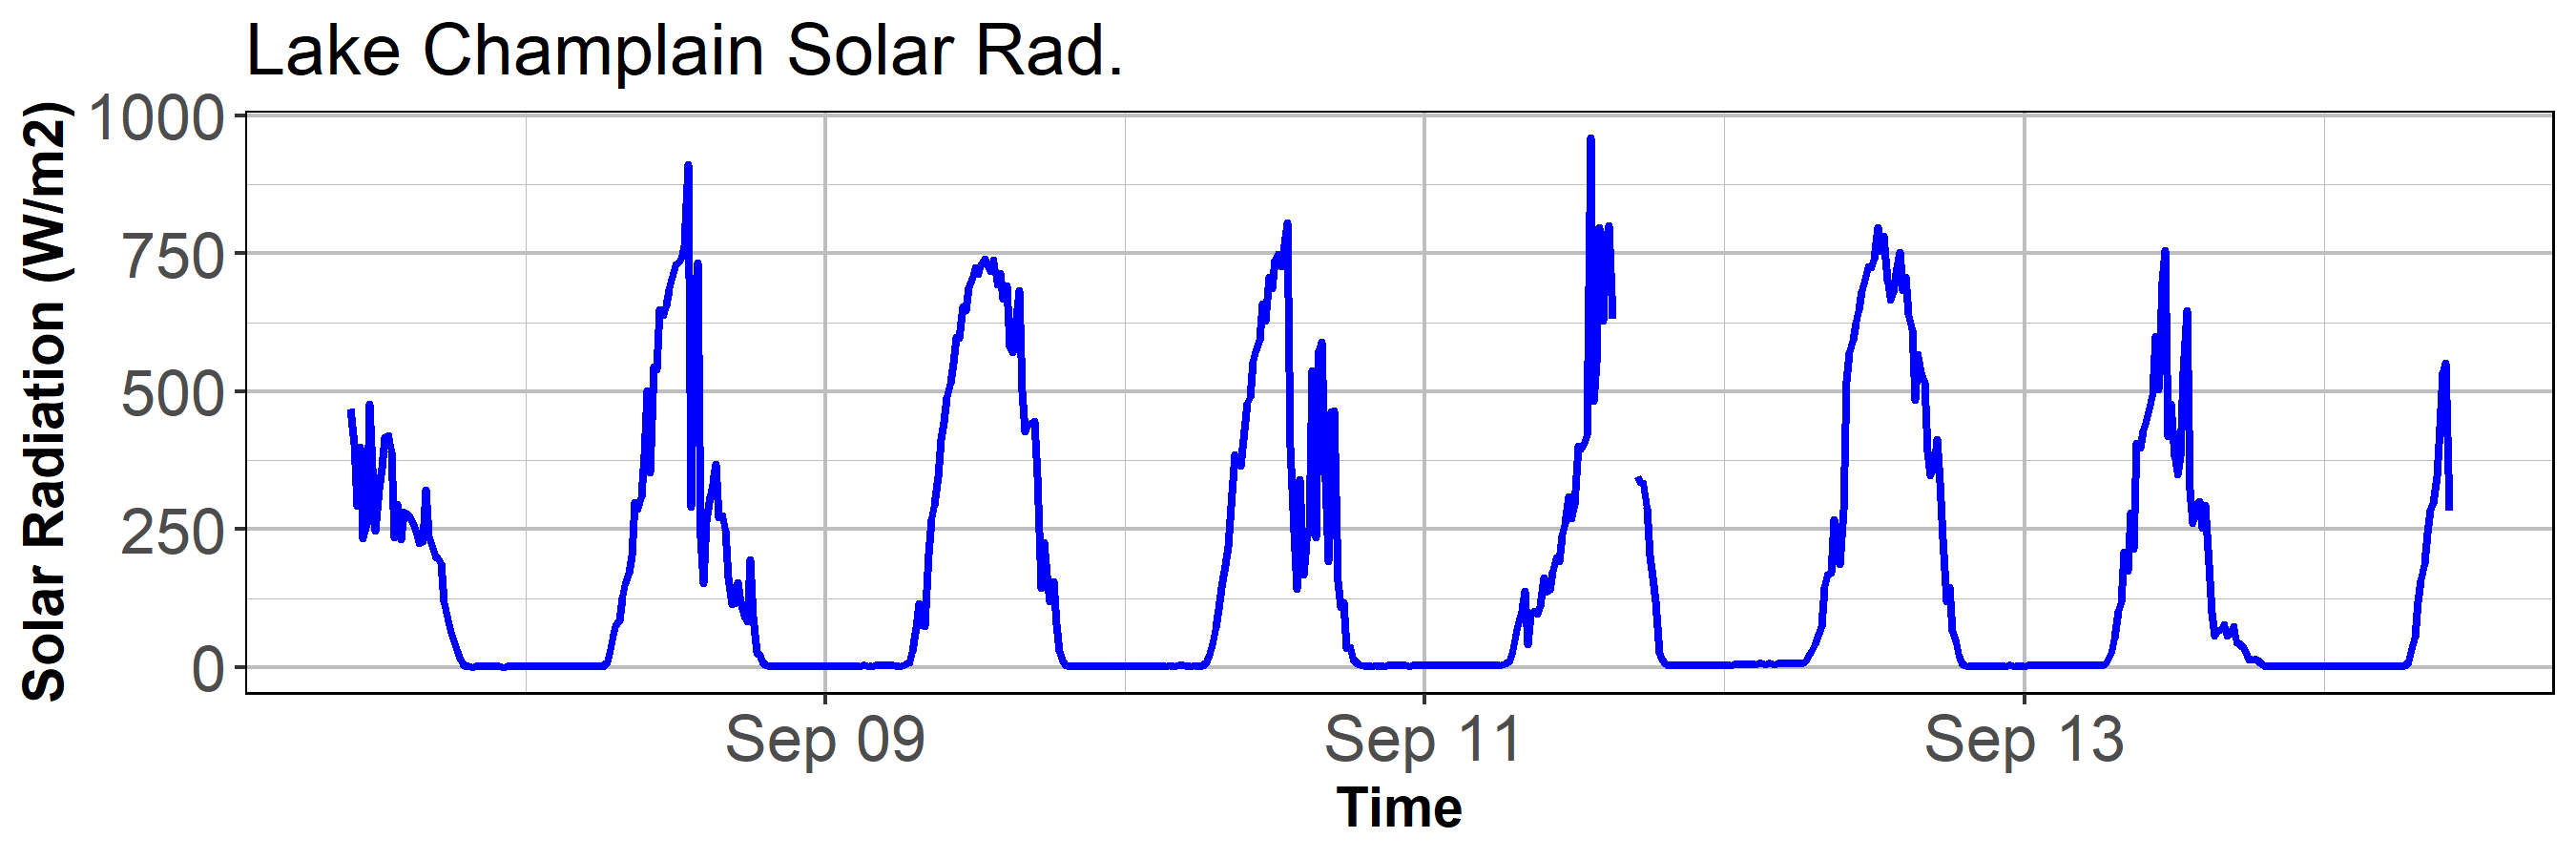 Lake Champlain Solar Rad.
Solar Radiation (W/m2)
1000
750
500
250
0
Sep 09
Sep 11
Sep 13
Time